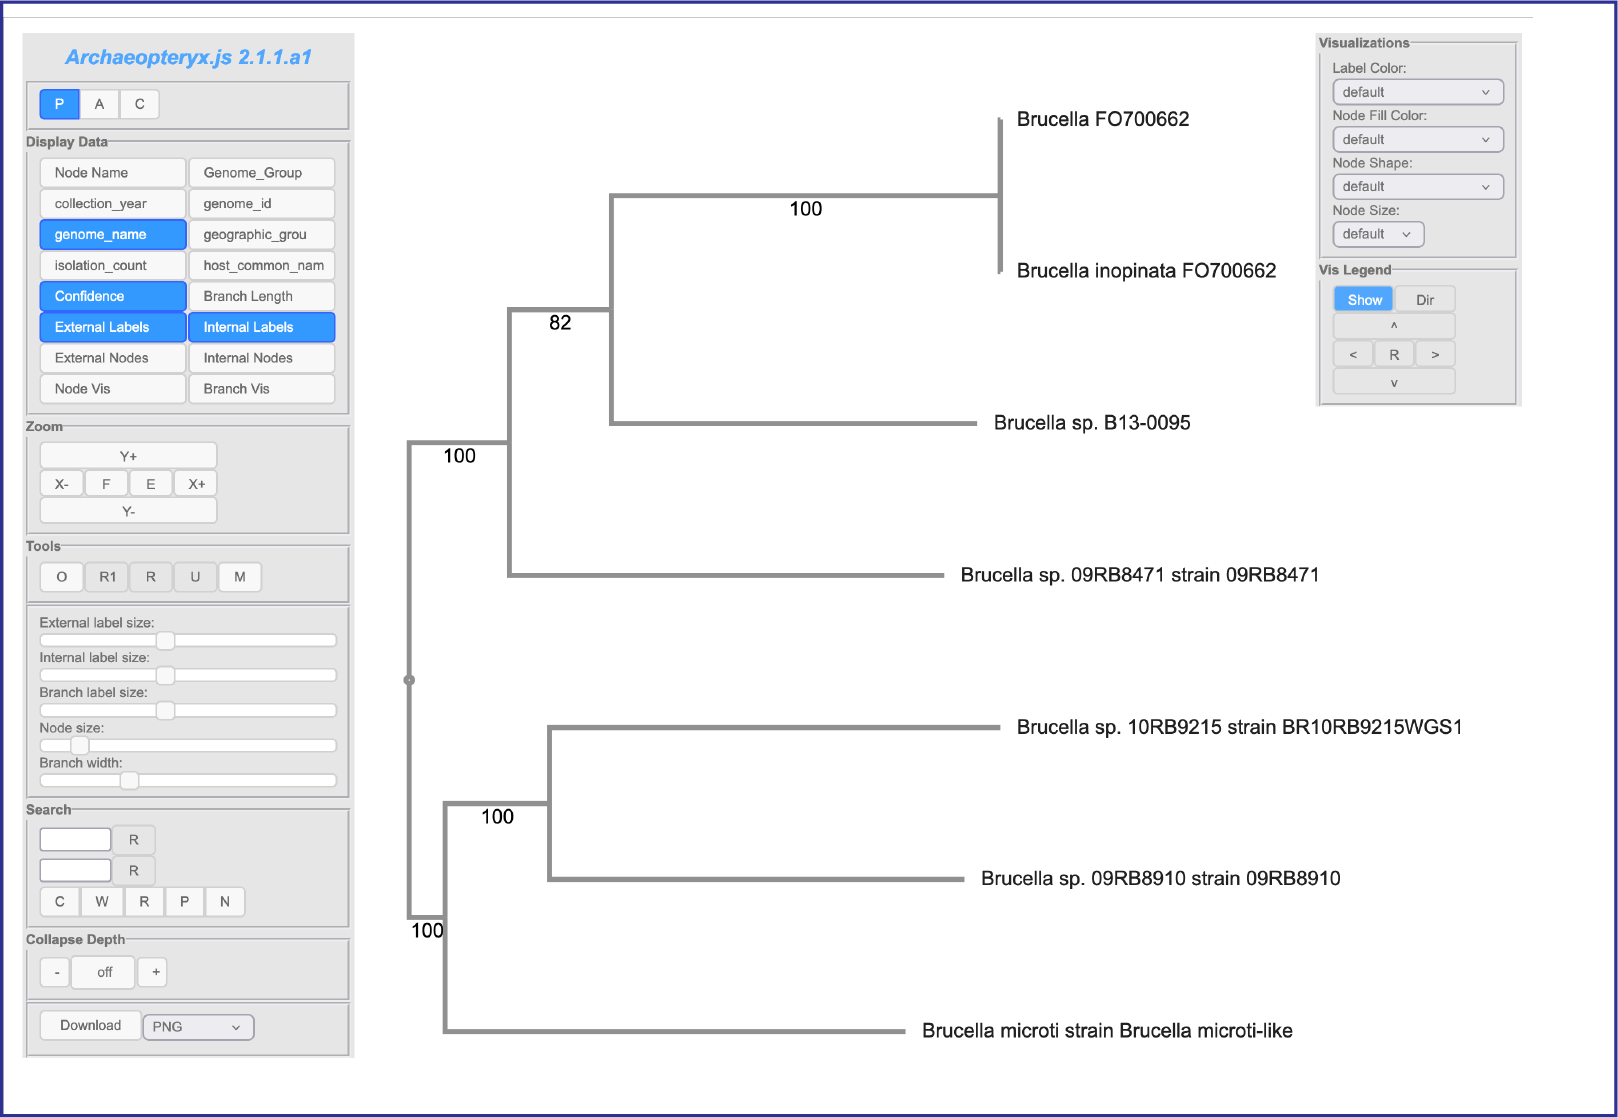 Archaeopteryx.js 2.1.1.a1
P A C
Display Data
Node Name Genome_Group
collection_year genome_id
genome_name geographic_grou
isolation_count host_common_nam
Confidence Branch Length
External Labels Internal Labels
External Nodes Internal Nodes
Node Vis Branch Vis
Zoom
Y+
X- F E X+
Y-
Tools
O R1 R U M
External label size:
Internal label size:
Branch label size:
Node size:
Branch width:
Search
R
R
C W R P N
Collapse Depth
- off +
Download PNG
Brucella FO700662
100
Brucella inopinata FO700662
82
Brucella sp. B13-0095
100
Brucella sp. 09RB8471 strain 09RB8471
Brucella sp. 10RB9215 strain BR10RB9215WGS1
100
Brucella sp. 09RB8910 strain 09RB8910
100
Brucella microti strain Brucella microti-like
Visualizations
Label Color:
default
Node Fill Color:
default
Node Shape:
default
Node Size:
default
Vis Legend
Show Dir
^
< R >
v